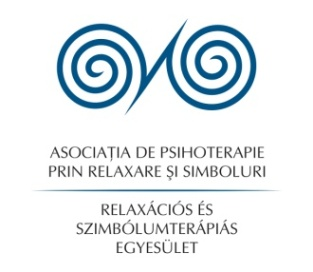 ASOCIAȚIA DE PSIHOTERAPIE
PRIN RELAXARE ȘI SIMBOLURI
RELAXÁCIÓS ÉS
SZIMBÓLUMTERÁPIÁS
EGYESÜLET